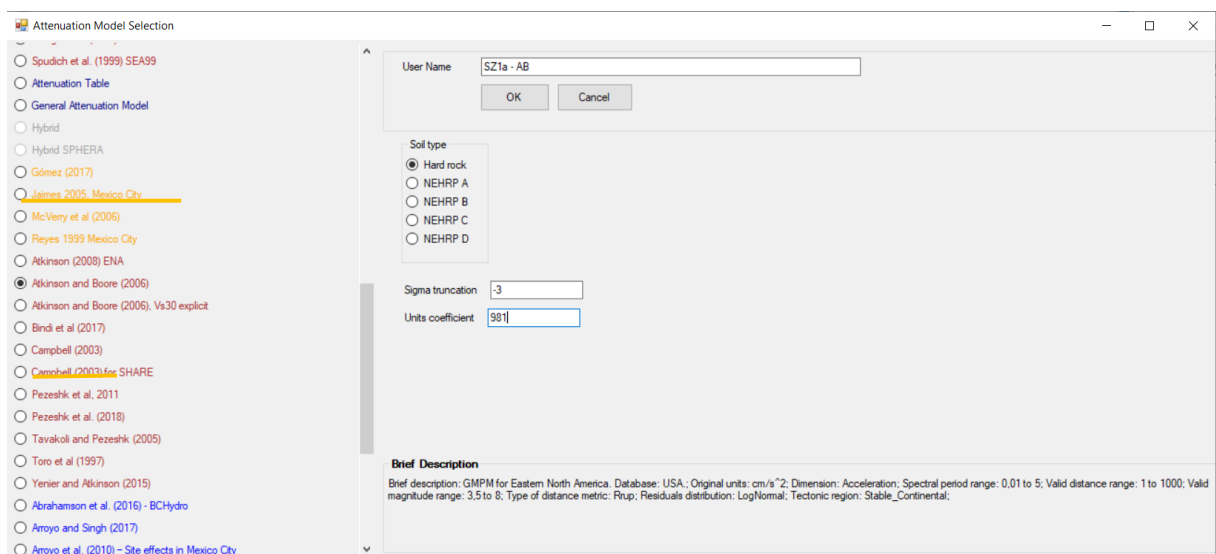 Attenuation Model Selection
Spudich et al. (1999) SEA99
Attenuation Table
General Attenuation Model
Hybrid
Hybrid SPHERA
Gómez (2017)
Jaimes 2005, Mexico City
McVerry et al (2006)
Reyes 1999 Mexico City
Atkinson (2008) ENA
Atkinson and Boore (2006)
Atkinson and Boore (2006), Vs30 explicit
Bindi et al (2017)
Campbell (2003)
Campbell (2003) for SHARE
Pezeshk et al, 2011
Pezeshk et al. (2018)
Tavakoli and Pezeshk (2005)
Toro et al (1997)
Yenier and Atkinson (2015)
Abrahamson et al. (2016) - BCHydro
Arroyo and Singh (2017)
Arroyo et al. (2010) – Site effects in Mexico City
User Name SZ1a - AB
OK Cancel
Soil type
Hard rock
NEHRP A
NEHRP B
NEHRP C
NEHRP D
Sigma truncation -3
Units coefficient 981
Brief Description
Brief description: GMPM for Eastern North America. Database: USA.; Original units: cm/s^2; Dimension: Acceleration; Spectral period range: 0,01 to 5; Valid distance range: 1 to 1000; Valid
magnitude range: 3,5 to 8; Type of distance metric: Rrup; Residuals distribution: LogNormal; Tectonic region: Stable_Continental;